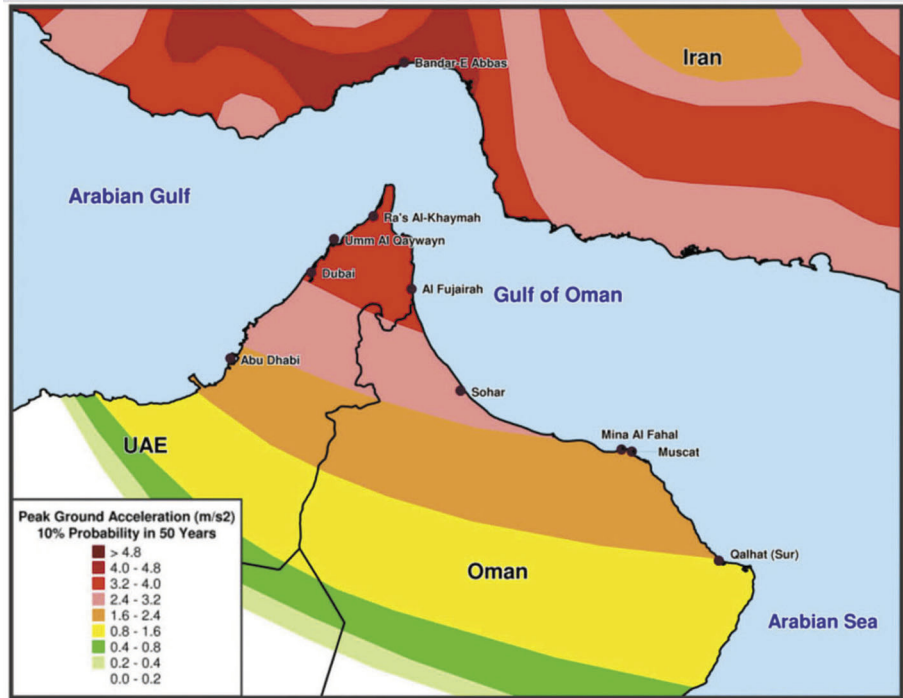 Iran
Bandar-E Abbas
Arabian Gulf
Ra's Al-Khaymah
Umm Al Qaywayn
Dubai
Al Fujairah
Gulf of Oman
Abu Dhabi
Sohar
Mina Al Fahal
Muscat
UAE
Qalhat (Sur)
Oman
Arabian Sea
Peak Ground Acceleration (m/s2)
10% Probability in 50 Years
> 4.8
4.0 - 4.8
3.2 - 4.0
2.4 - 3.2
1.6 - 2.4
0.8 - 1.6
0.4 - 0.8
0.2 - 0.4
0.0 - 0.2